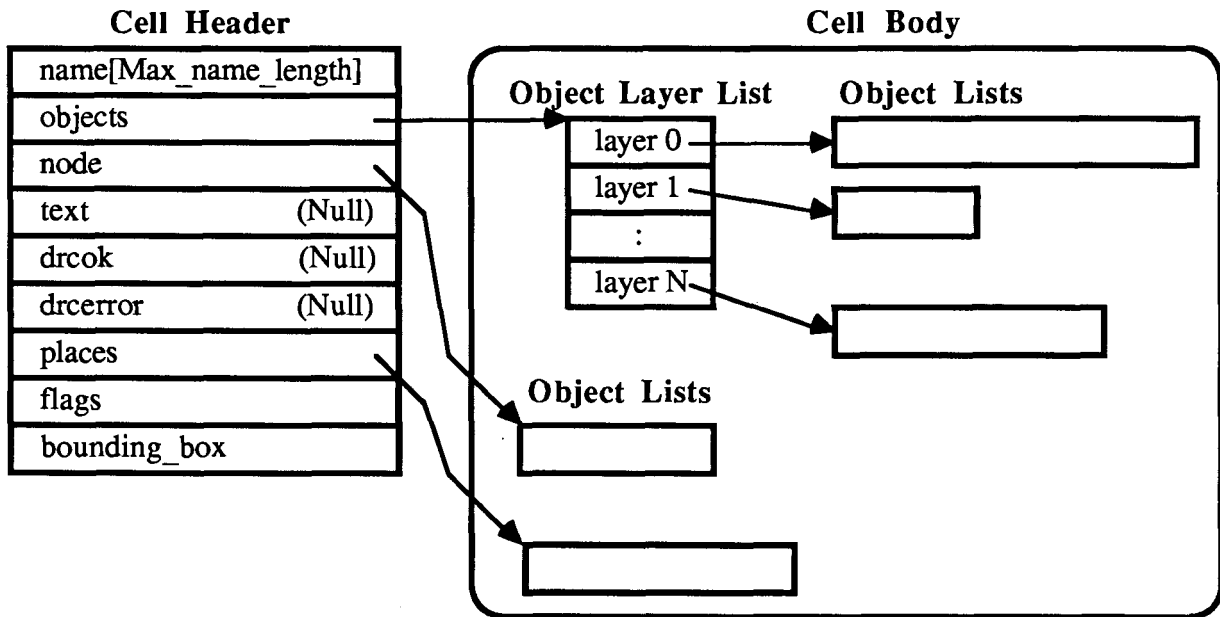 Cell Header
name[Max_name_length]
objects
node
text (Null)
drcok (Null)
drcerror (Null)
places
flags
bounding_box
Cell Body
Object Layer List
layer 0
layer 1
:
layer N
Object Lists
Object Lists